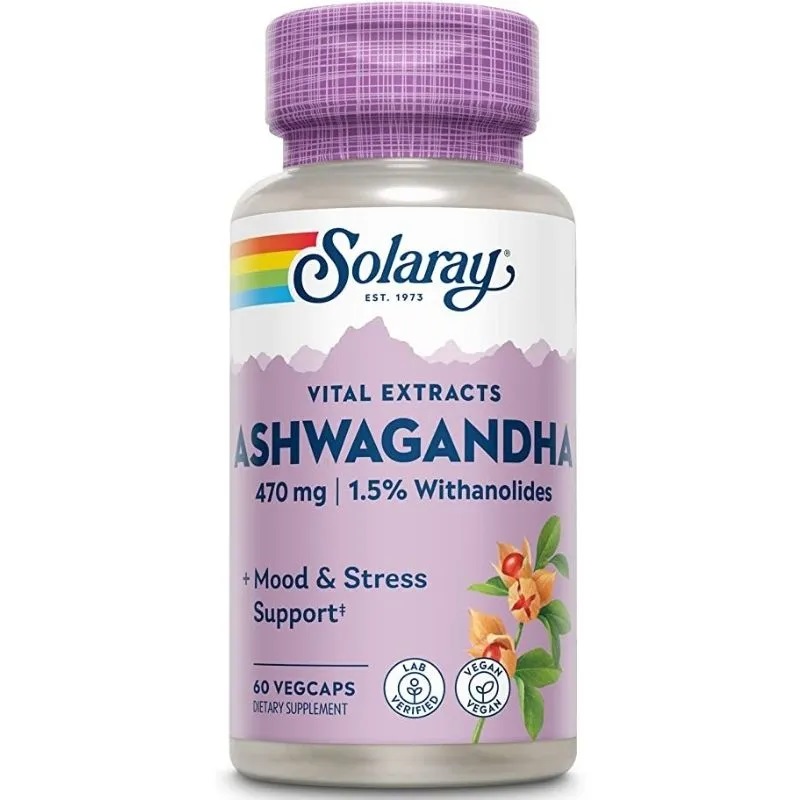 Solaray®
EST. 1973
VITAL EXTRACTS
ASHWAGANDHA
470 mg | 1.5% Withanolides
+ Mood & Stress
Support‡
60 VEGCAPS
DIETARY SUPPLEMENT
LAB
VERIFIED
VEGAN
VEGAN